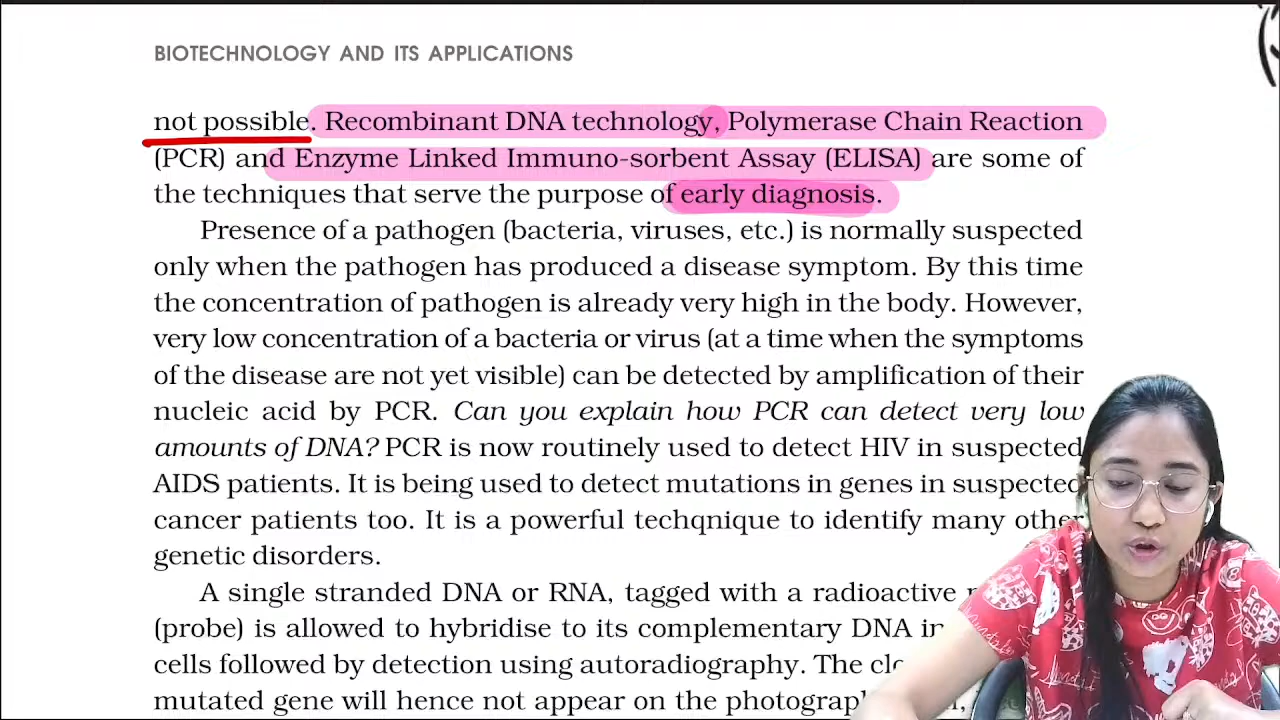 BIOTECHNOLOGY AND ITS APPLICATIONS
not possible. Recombinant DNA technology, Polymerase Chain Reaction
(PCR) and Enzyme Linked Immuno-sorbent Assay (ELISA) are some of
the techniques that serve the purpose of early diagnosis.
Presence of a pathogen (bacteria, viruses, etc.) is normally suspected
only when the pathogen has produced a disease symptom. By this time
the concentration of pathogen is already very high in the body. However,
very low concentration of a bacteria or virus (at a time when the symptoms
of the disease are not yet visible) can be detected by amplification of their
nucleic acid by PCR. Can you explain how PCR can detect very low
amounts of DNA? PCR is now routinely used to detect HIV in suspected
AIDS patients. It is being used to detect mutations in genes in suspected
cancer patients too. It is a powerful techqnique to identify many other
genetic disorders.
A single stranded DNA or RNA, tagged with a radioactive
(probe) is allowed to hybridise to its complementary DNA in
cells followed by detection using autoradiography. The
mutated gene will hence not appear on the